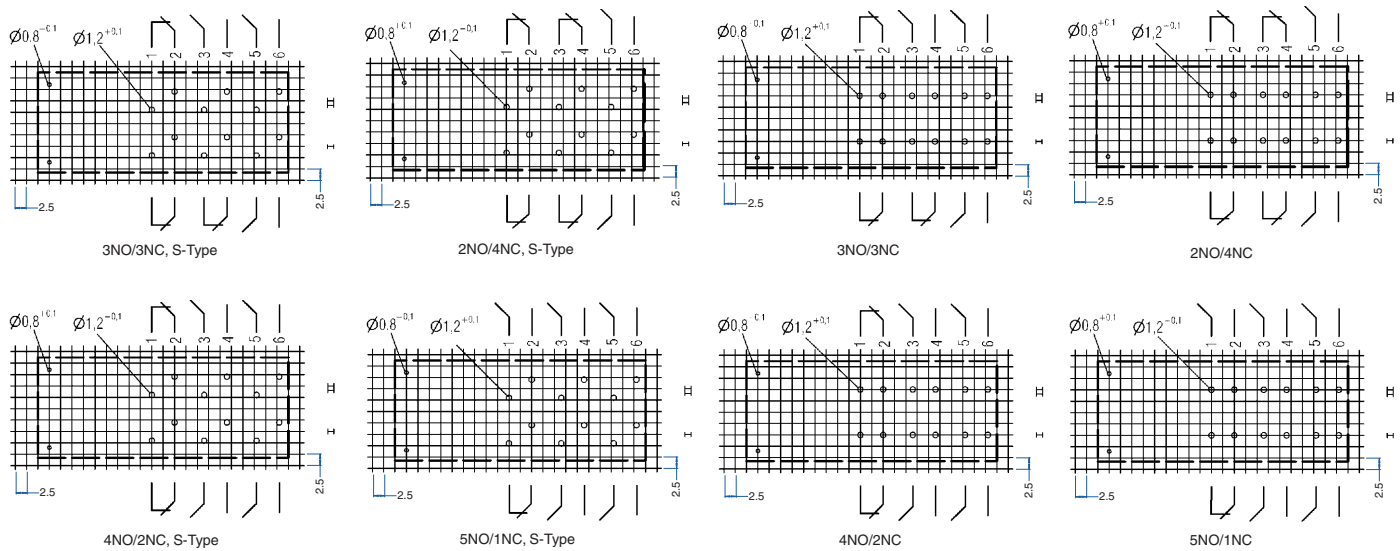 Ø0,8⁻⁰·¹ Ø1,2⁺⁰·¹ 1 2 3 4 5 6
II
I
2.5 2.5
3NO/3NC, S-Type
Ø0,8⁺⁰·¹ Ø1,2⁻⁰·¹ 1 2 3 4 5 6
II
I
2.5 2.5
2NO/4NC, S-Type
Ø0,8⁻⁰·¹ Ø1,2⁺⁰·¹ 1 2 3 4 5 6
II
I
2.5 2.5
3NO/3NC
Ø0,8⁺⁰·¹ Ø1,2⁻⁰·¹ 1 2 3 4 5 6
II
I
2.5 2.5
2NO/4NC
Ø0,8⁺⁰·¹ Ø1,2⁻⁰·¹ 1 2 3 4 5 6
II
I
2.5 2.5
4NO/2NC, S-Type
Ø0,8⁻⁰·¹ Ø1,2⁺⁰·¹ 1 2 3 4 5 6
II
I
2.5 2.5
5NO/1NC, S-Type
Ø0,8⁻⁰·¹ Ø1,2⁺⁰·¹ 1 2 3 4 5 6
II
I
2.5 2.5
4NO/2NC
Ø0,8⁺⁰·¹ Ø1,2⁻⁰·¹ 1 2 3 4 5 6
II
I
2.5 2.5
5NO/1NC